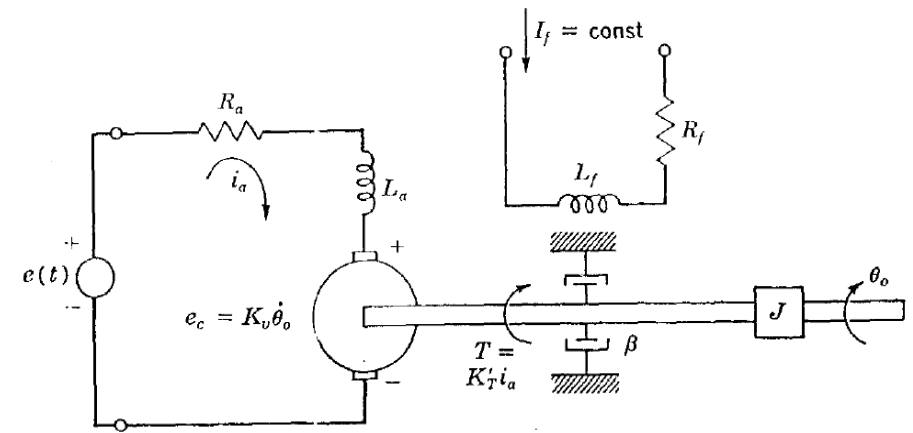 I_f = const
R_a
R_f
i_a
L_a
L_f
+
e(t)
−
+
e_c = K_v θ̇_o
−
T =
K'_T i_a
β
J
θ_o